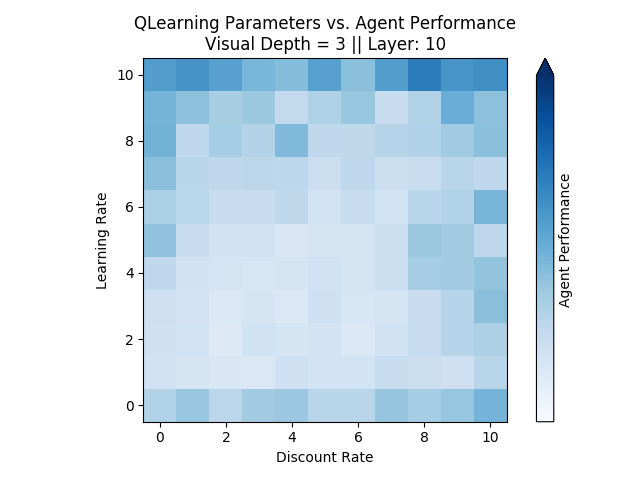 QLearning Parameters vs. Agent Performance
Visual Depth = 3 || Layer: 10
10
8
6
4
2
0
Learning Rate
0 2 4 6 8 10
Discount Rate
Agent Performance